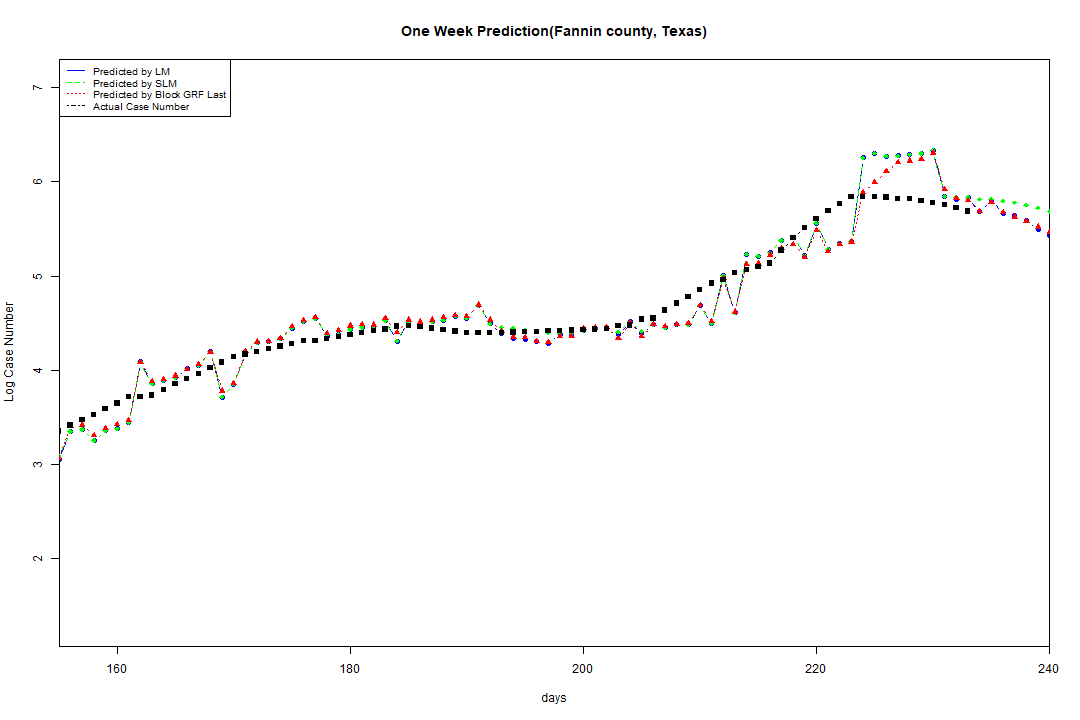 One Week Prediction(Fannin county, Texas)
Predicted by LM
Predicted by SLM
Predicted by Block GRF Last
Actual Case Number
7
6
5
4
3
2
Log Case Number
160 180 200 220 240
days